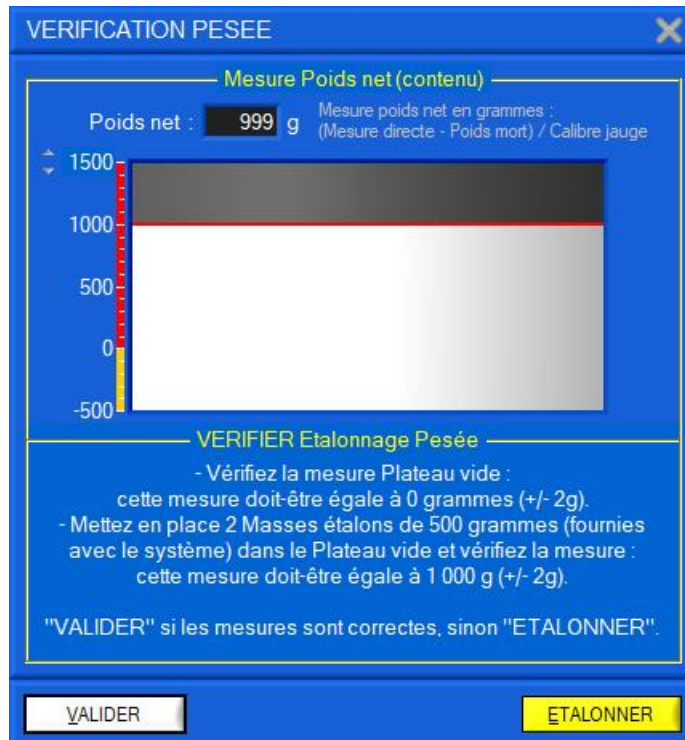 VERIFICATION PESEE
Mesure Poids net (contenu)
Poids net : 999 g
Mesure poids net en grammes :
(Mesure directe - Poids mort) / Calibre jauge
1500
1000
500
0
-500
VERIFIER Etalonnage Pesée
- Vérifiez la mesure Plateau vide :
cette mesure doit-être égale à 0 grammes (+/- 2g).
- Mettez en place 2 Masses étalons de 500 grammes (fournies
avec le système) dans le Plateau vide et vérifiez la mesure :
cette mesure doit-être égale à 1 000 g (+/- 2g).
"VALIDER" si les mesures sont correctes, sinon "ETALONNER".
VALIDER
ETALONNER